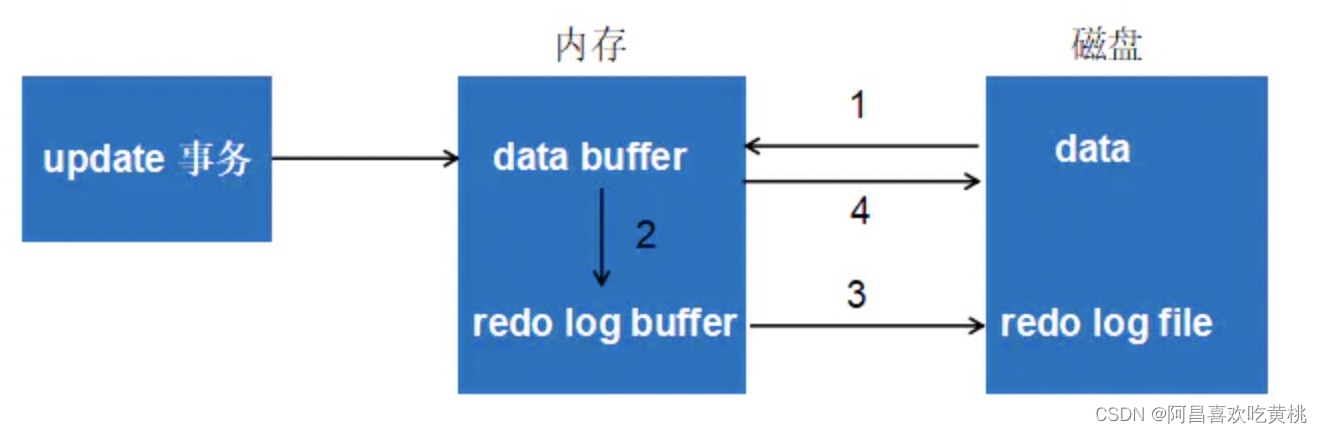 内存
磁盘
update 事务
data buffer
1
data
4
2
redo log buffer
3
redo log file
CSDN @阿昌喜欢吃黄桃